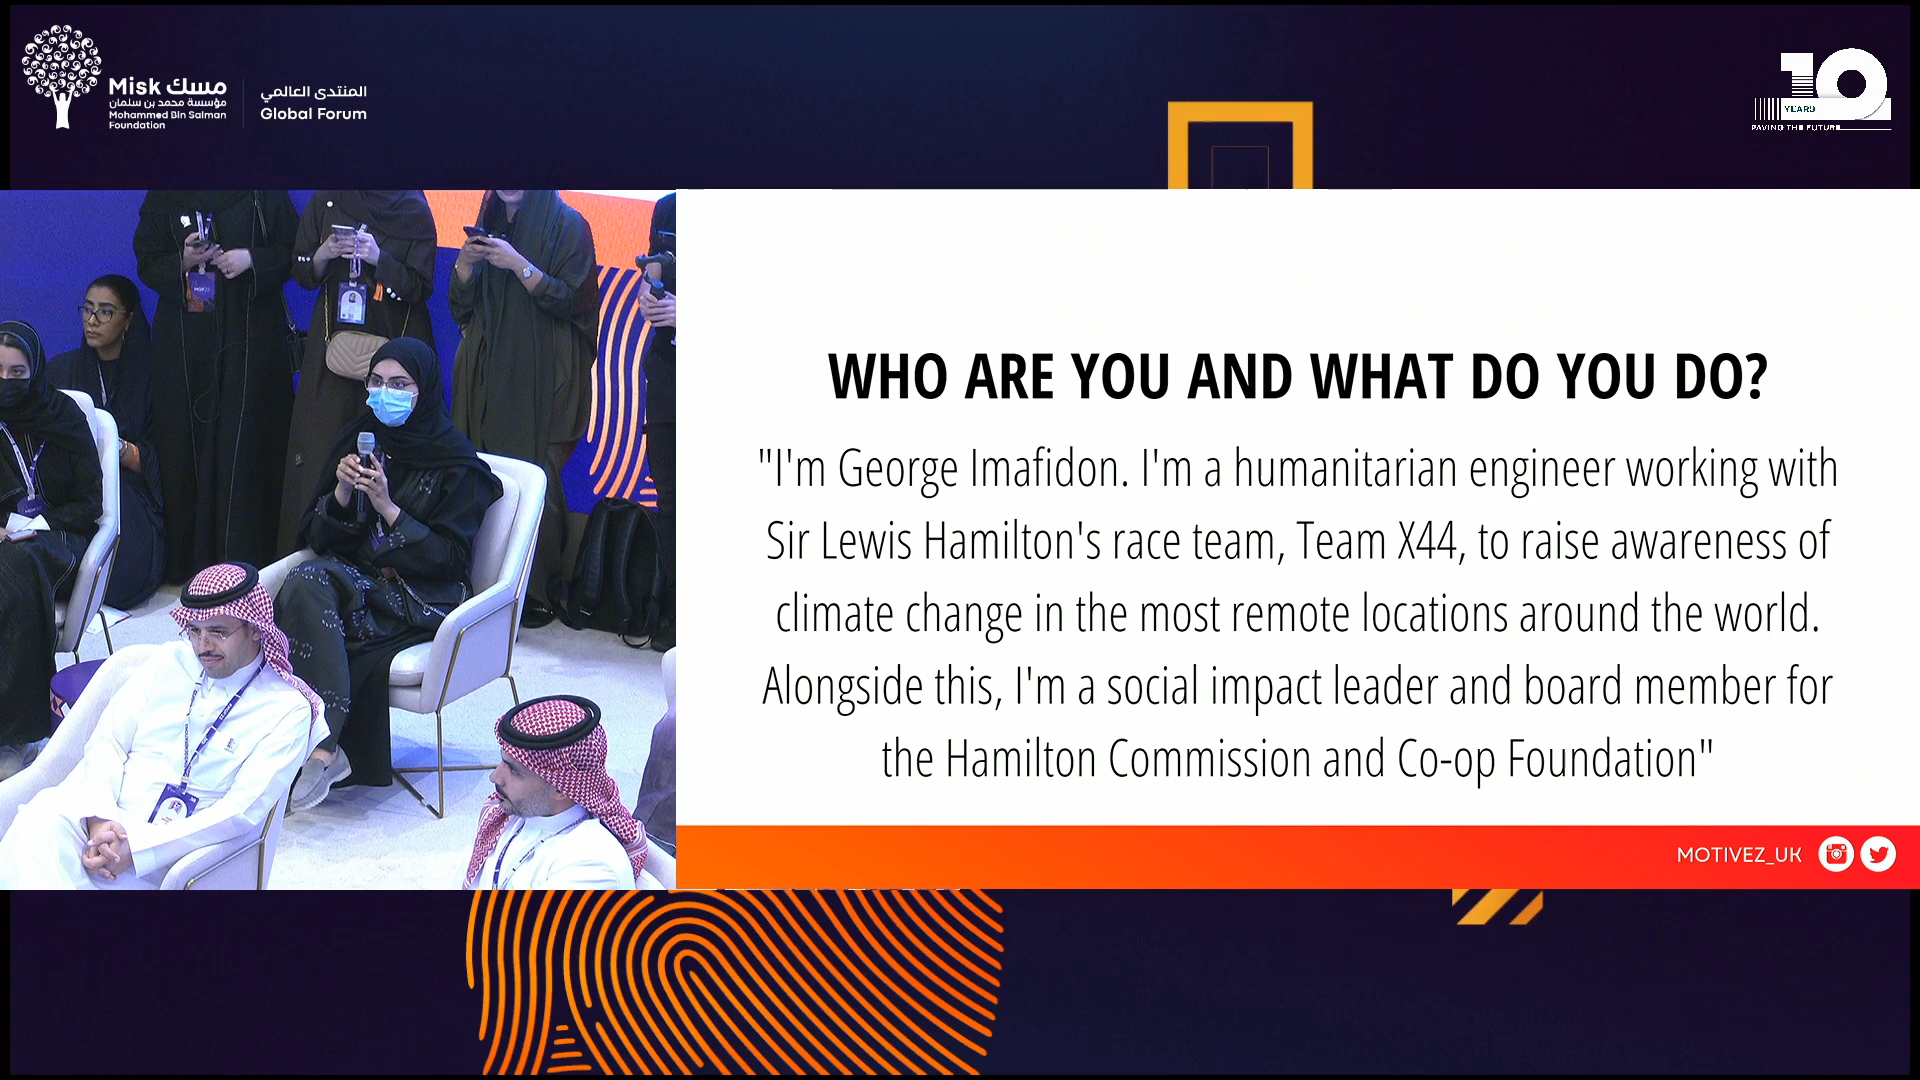 Misk مسك
مؤسسة محمد بن سلمان
Mohammed Bin Salman
Foundation
المنتدى العالمي
Global Forum
10
YEARS
PAVING THE FUTURE
WHO ARE YOU AND WHAT DO YOU DO?
"I'm George Imafidon. I'm a humanitarian engineer working with
Sir Lewis Hamilton's race team, Team X44, to raise awareness of
climate change in the most remote locations around the world.
Alongside this, I'm a social impact leader and board member for
the Hamilton Commission and Co-op Foundation"
MOTIVEZ_UK